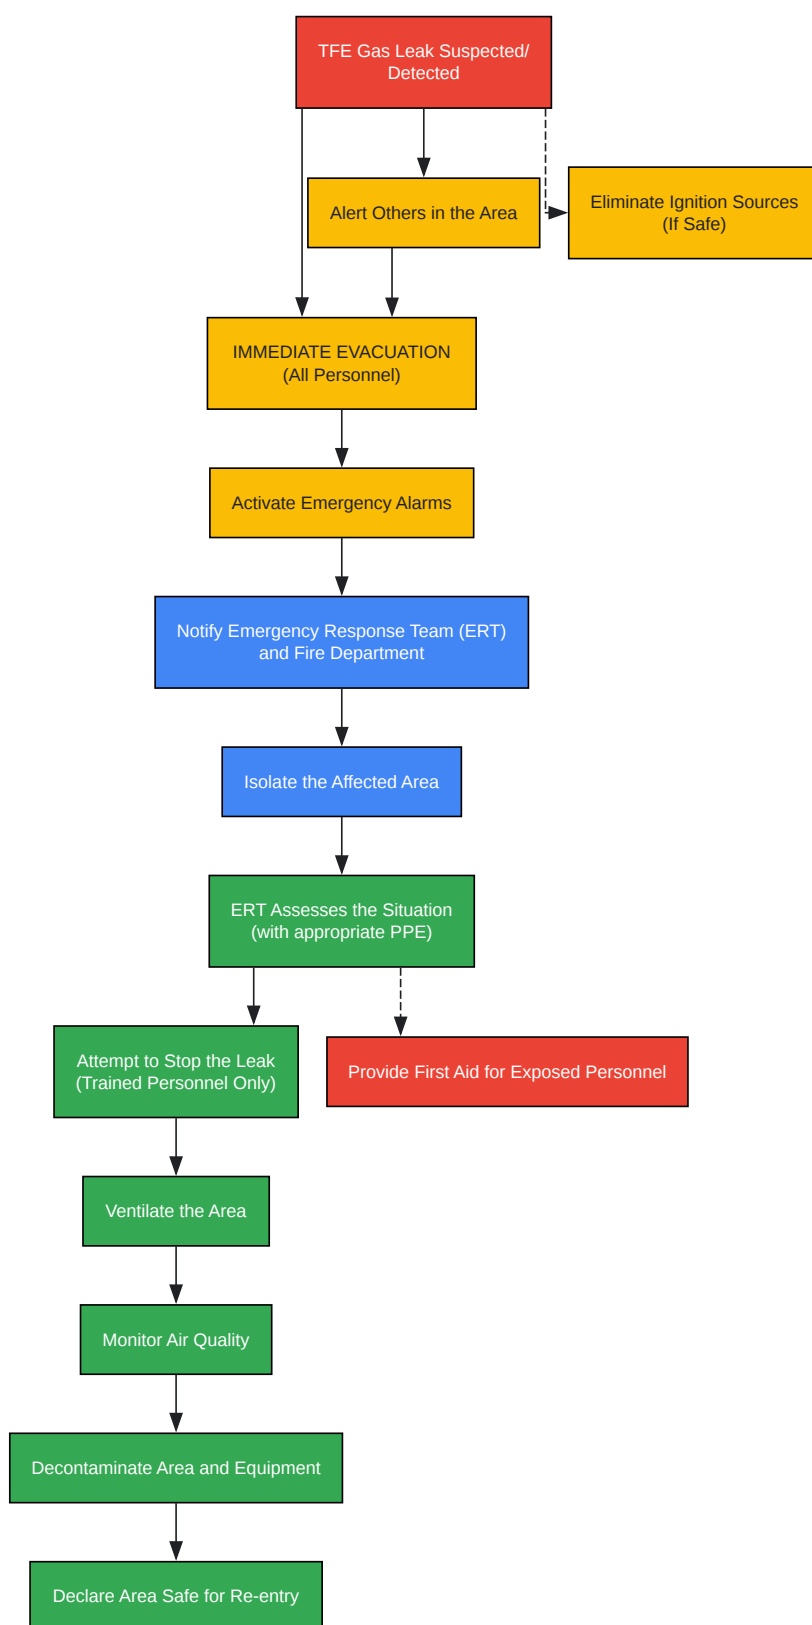 TFE Gas Leak Suspected/
Detected
Alert Others in the Area
Eliminate Ignition Sources
(If Safe)
IMMEDIATE EVACUATION
(All Personnel)
Activate Emergency Alarms
Notify Emergency Response Team (ERT)
and Fire Department
Isolate the Affected Area
ERT Assesses the Situation
(with appropriate PPE)
Attempt to Stop the Leak
(Trained Personnel Only)
Provide First Aid for Exposed Personnel
Ventilate the Area
Monitor Air Quality
Decontaminate Area and Equipment
Declare Area Safe for Re-entry